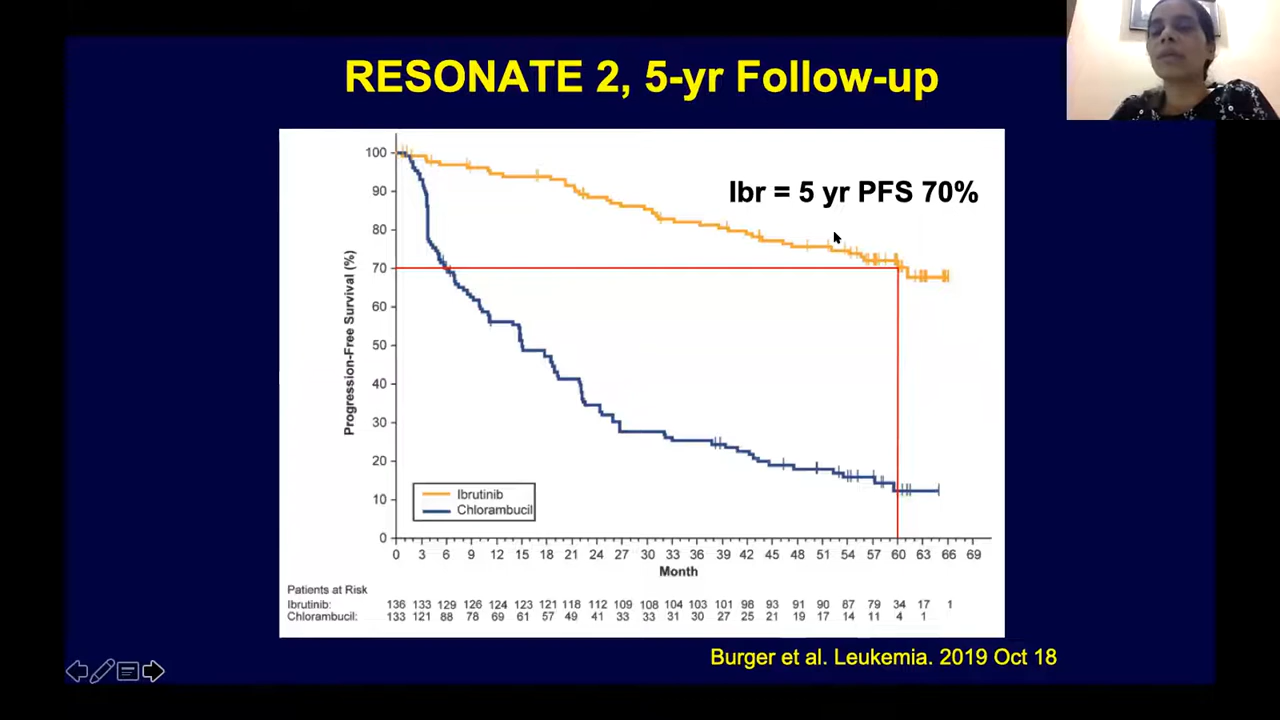 RESONATE 2, 5-yr Follow-up
Ibr = 5 yr PFS 70%
Progression-Free Survival (%)
100
90
80
70
60
50
40
30
20
10
0
Ibrutinib
Chlorambucil
0 3 6 9 12 15 18 21 24 27 30 33 36 39 42 45 48 51 54 57 60 63 66 69
Month
Patients at Risk
Ibrutinib: 136 133 129 126 124 123 121 118 112 109 108 104 103 101 98 93 91 90 87 79 34 17 1
Chlorambucil: 133 121 88 78 69 61 57 49 41 33 33 31 30 27 25 21 19 17 14 11 4 1
Burger et al. Leukemia. 2019 Oct 18